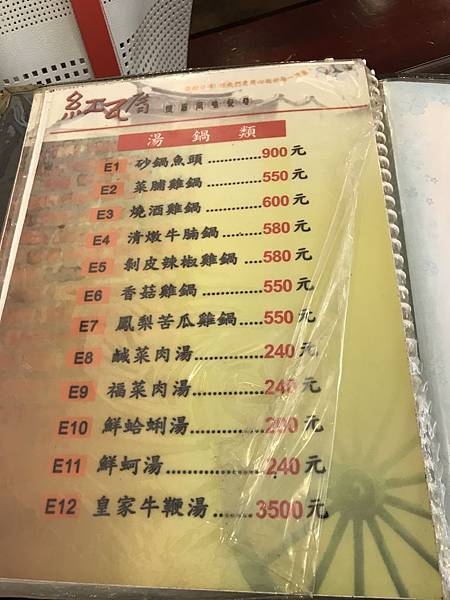 紅瓦厝
湯鍋類
E1 砂鍋魚頭..............900元
E2 菜脯雞鍋...............550元
E3 燒酒雞鍋...............600元
E4 清燉牛腩鍋..........580元
E5 剝皮辣椒雞鍋......580元
E6 香菇雞鍋...............550元
E7 鳳梨苦瓜雞鍋......550元
E8 鹹菜肉湯...............240元
E9 福菜肉湯...............240元
E10 鮮蛤蜊湯..............200元
E11 鮮蚵湯...................240元
E12 皇家牛鞭湯.......3500元